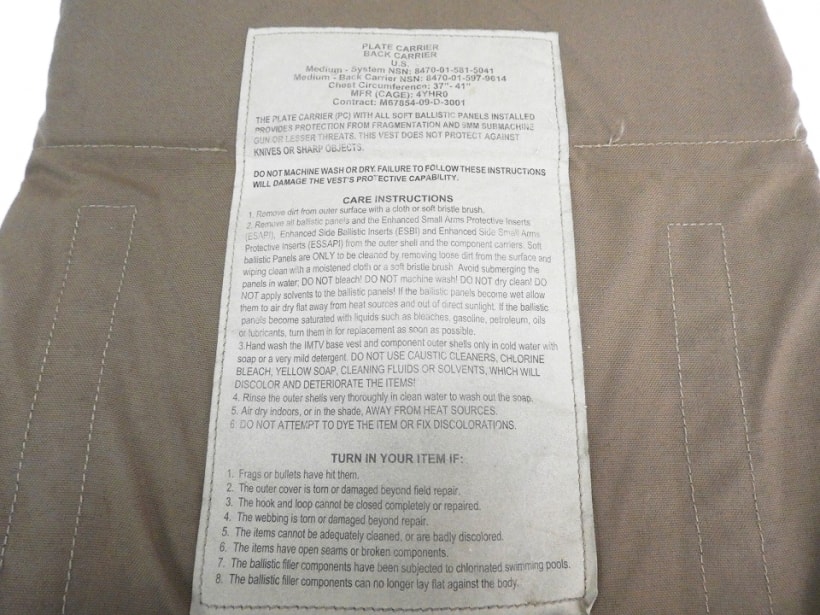 PLATE CARRIER
BACK CARRIER
U.S.
Medium - System NSN: 8470-01-581-5041
Medium - Back Carrier NSN: 8470-01-597-9614
Chest Circumference: 37"- 41"
MFR (CAGE): 4YHR0
Contract: M67854-09-D-3001
THE PLATE CARRIER (PC) WITH ALL SOFT BALLISTIC PANELS INSTALLED
PROVIDES PROTECTION FROM FRAGMENTATION AND 9MM SUBMACHINE
GUN OR LESSER THREATS. THIS VEST DOES NOT PROTECT AGAINST
KNIVES OR SHARP OBJECTS.
DO NOT MACHINE WASH OR DRY. FAILURE TO FOLLOW THESE INSTRUCTIONS
WILL DAMAGE THE VEST'S PROTECTIVE CAPABILITY.
CARE INSTRUCTIONS
1. Remove dirt from outer surface with a cloth or soft bristle brush.
2. Remove all ballistic panels and the Enhanced Small Arms Protective Inserts
(ESAPI), Enhanced Side Ballistic Inserts (ESBI) and Enhanced Side Small Arms
Protective Inserts (ESSAPI) from the outer shell and the component carriers. Soft
ballistic Panels are ONLY to be cleaned by removing loose dirt from the surface and
wiping clean with a moistened cloth or a soft bristle brush. Avoid submerging the
panels in water. DO NOT bleach! DO NOT machine wash! DO NOT dry clean! DO
NOT apply solvents to the ballistic panels! If the ballistic panels become wet allow
them to air dry flat away from heat sources and out of direct sunlight. If the ballistic
panels become saturated with liquids such as bleaches, gasoline, petroleum, oils
or lubricants, turn them in for replacement as soon as possible.
3.Hand wash the IMTV base vest and component outer shells only in cold water with
soap or a very mild detergent. DO NOT USE CAUSTIC CLEANERS, CHLORINE
BLEACH, YELLOW SOAP, CLEANING FLUIDS OR SOLVENTS, WHICH WILL
DISCOLOR AND DETERIORATE THE ITEMS!
4. Rinse the outer shells very thoroughly in clean water to wash out the soap.
5. Air dry indoors, or in the shade, AWAY FROM HEAT SOURCES.
6. DO NOT ATTEMPT TO DYE THE ITEM OR FIX DISCOLORATIONS.
TURN IN YOUR ITEM IF:
1. Frags or bullets have hit them.
2. The outer cover is torn or damaged beyond field repair.
3. The hook and loop cannot be closed completely or repaired.
4. The webbing is torn or damaged beyond repair.
5. The items cannot be adequately cleaned, or are badly discolored.
6. The items have open seams or broken components.
7. The ballistic filler components have been subjected to chlorinated swimming pools.
8. The ballistic filler components can no longer lay flat against the body.